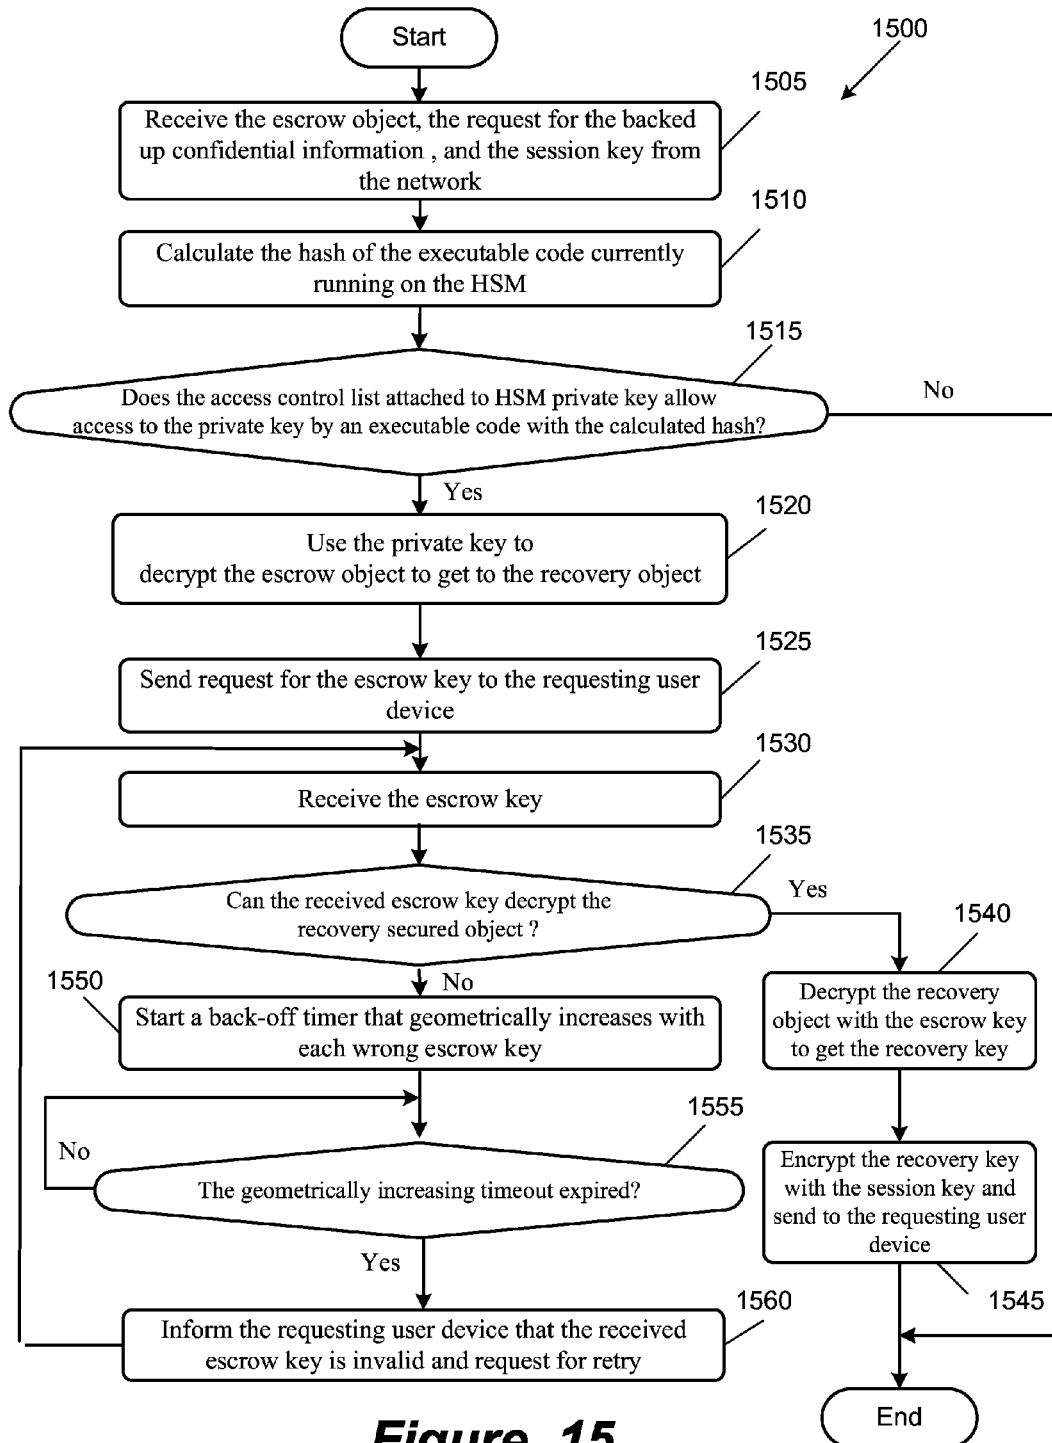 Start
1500
1505
Receive the escrow object, the request for the backed
up confidential information , and the session key from
the network
1510
Calculate the hash of the executable code currently
running on the HSM
1515
Does the access control list attached to HSM private key allow
access to the private key by an executable code with the calculated hash?
No
Yes
1520
Use the private key to
decrypt the escrow object to get to the recovery object
1525
Send request for the escrow key to the requesting user
device
1530
Receive the escrow key
1535
Can the received escrow key decrypt the
recovery secured object ?
Yes
1540
Decrypt the recovery
object with the escrow key
to get the recovery key
No
1550
Start a back-off timer that geometrically increases with
each wrong escrow key
1555
No
The geometrically increasing timeout expired?
Encrypt the recovery key
with the session key and
send to the requesting user
device
1545
Yes
1560
Inform the requesting user device that the received
escrow key is invalid and request for retry
End
Figure 15